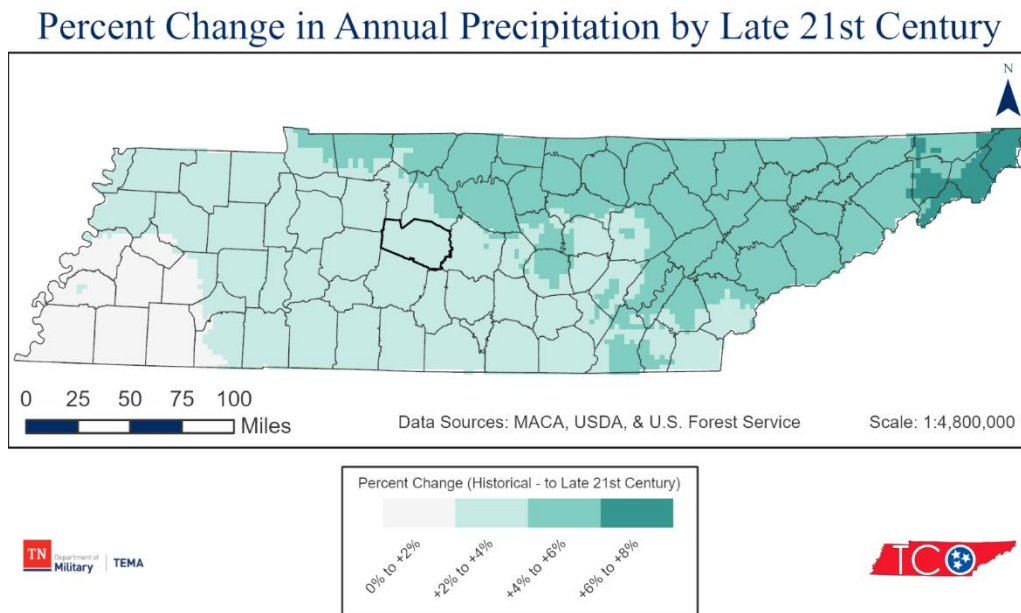 Percent Change in Annual Precipitation by Late 21st Century
N
0 25 50 75 100
Miles
Data Sources: MACA, USDA, & U.S. Forest Service
Scale: 1:4,800,000
Percent Change (Historical - to Late 21st Century)
0% to +2%
+2% to +4%
+4% to +6%
+6% to +8%
TN
Department of
Military
TEMA
TCO